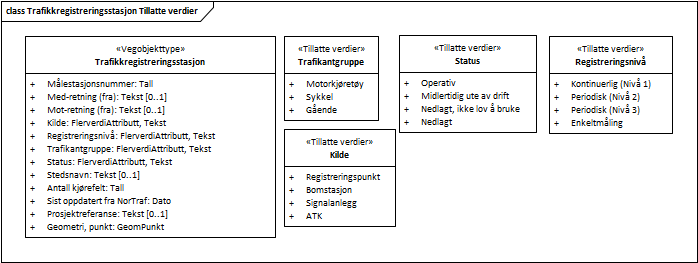 class Trafikkregistreringsstasjon Tillatte verdier
«Vegobjekttype»
Trafikkregistreringsstasjon
+ Målestasjonsnummer: Tall
+ Med-retning (fra): Tekst [0..1]
+ Mot-retning (fra): Tekst [0..1]
+ Kilde: FlerverdiAttributt, Tekst
+ Registreringsnivå: FlerverdiAttributt, Tekst
+ Trafikantgruppe: FlerverdiAttributt, Tekst
+ Status: FlerverdiAttributt, Tekst
+ Stedsnavn: Tekst [0..1]
+ Antall kjørefelt: Tall
+ Sist oppdatert fra NorTraf: Dato
+ Prosjektreferanse: Tekst [0..1]
+ Geometri, punkt: GeomPunkt
«Tillatte verdier»
Trafikantgruppe
+ Motorkjøretøy
+ Sykkel
+ Gående
«Tillatte verdier»
Kilde
+ Registreringspunkt
+ Bomstasjon
+ Signalanlegg
+ ATK
«Tillatte verdier»
Status
+ Operativ
+ Midlertidig ute av drift
+ Nedlagt, ikke lov å bruke
+ Nedlagt
«Tillatte verdier»
Registreringsnivå
+ Kontinuerlig (Nivå 1)
+ Periodisk (Nivå 2)
+ Periodisk (Nivå 3)
+ Enkeltmåling